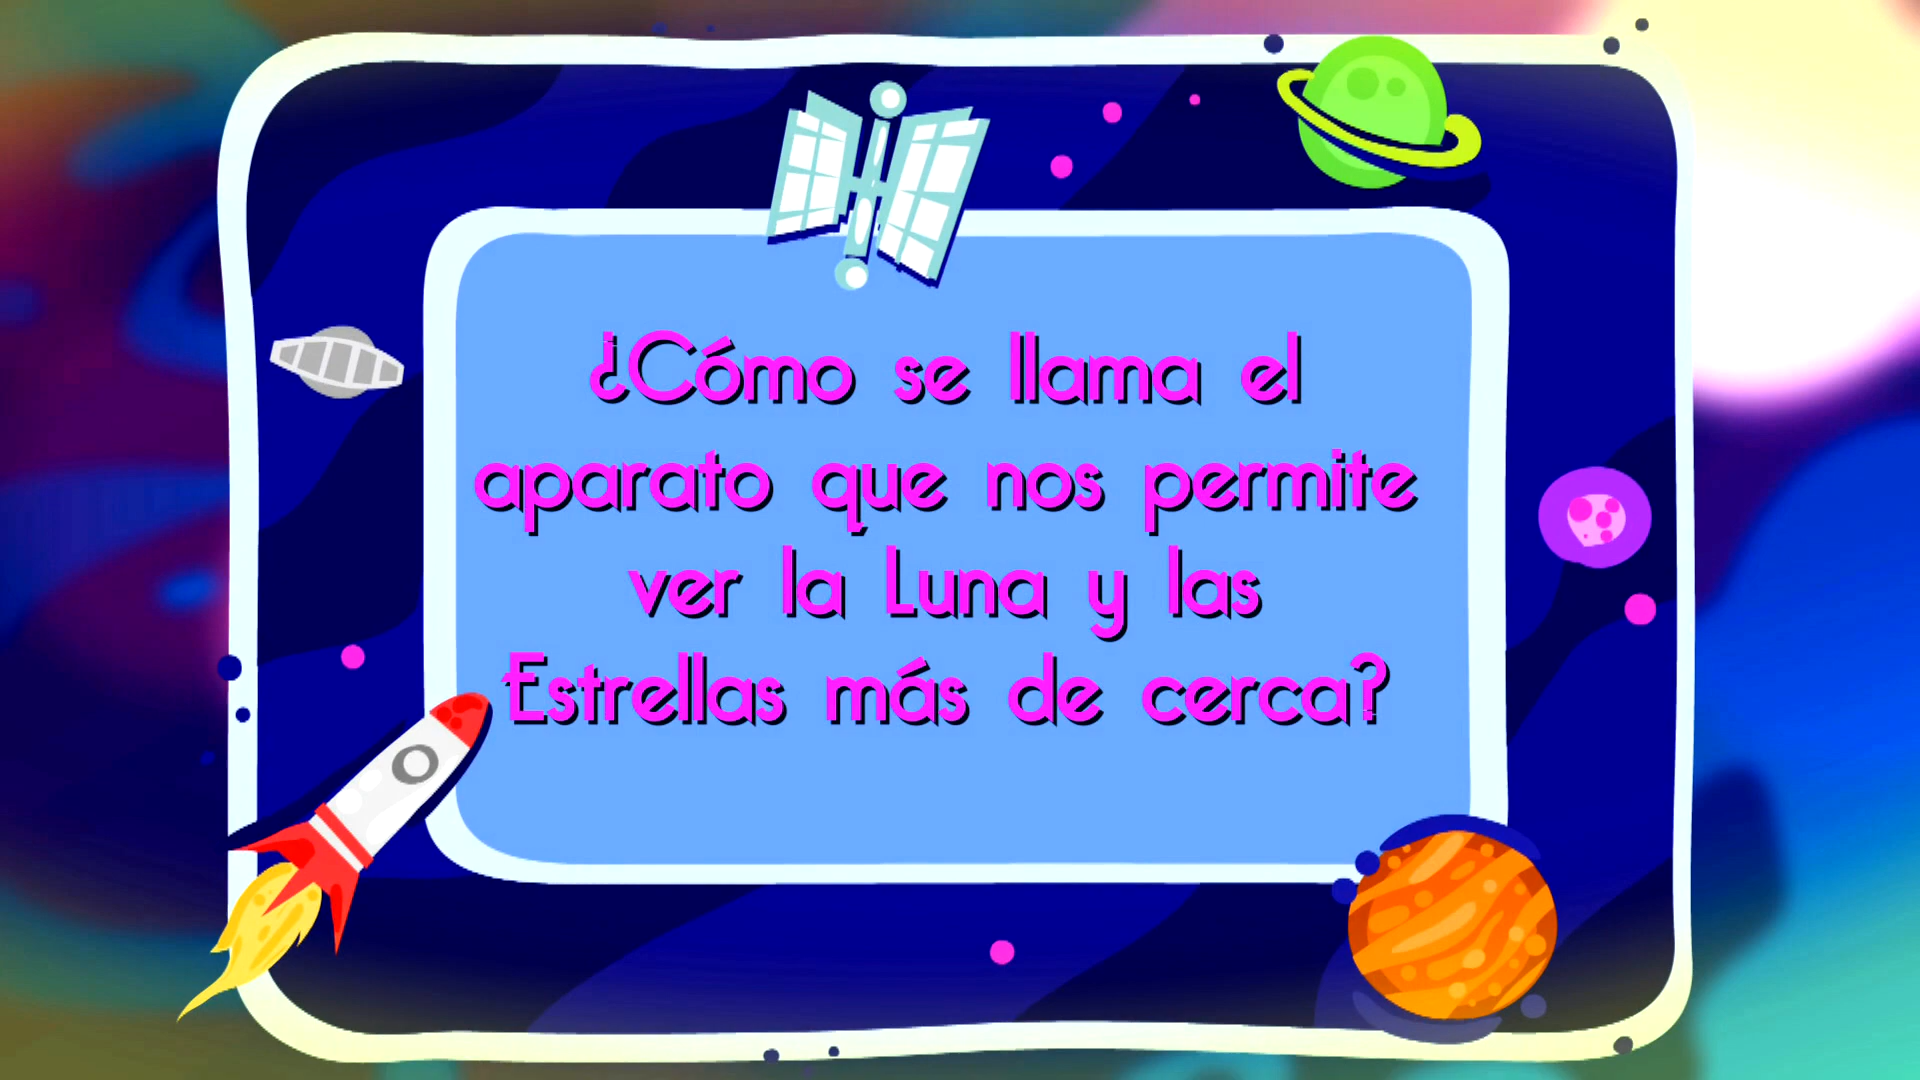 ¿Cómo se llama el
aparato que nos permite
ver la Luna y las
Estrellas más de cerca?